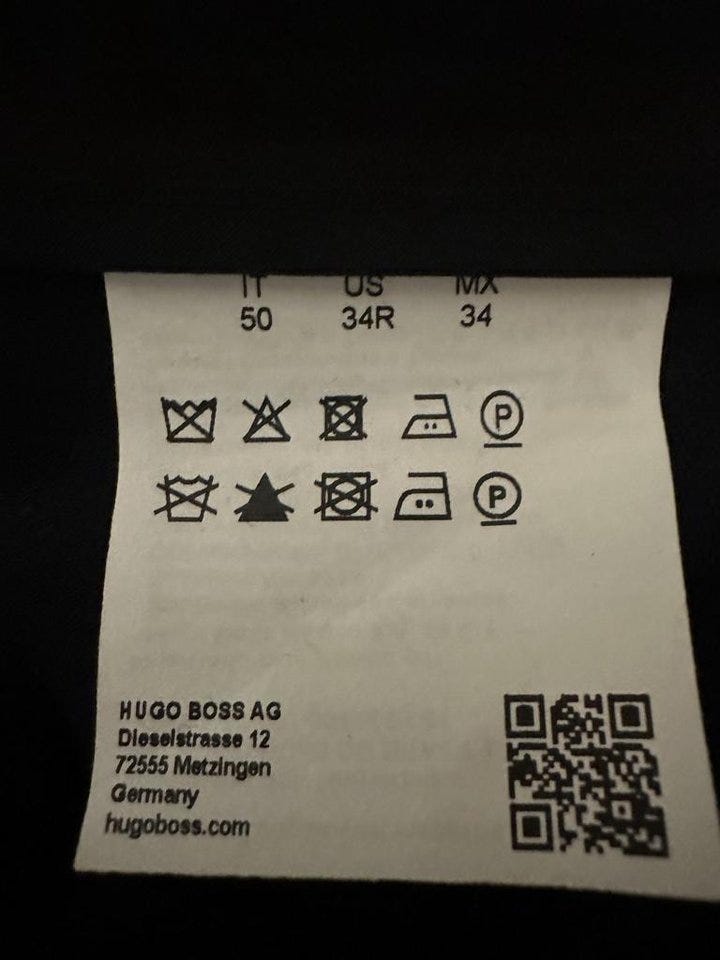 IT US MX
50 34R 34
P
P
HUGO BOSS AG
Dieselstrasse 12
72555 Metzingen
Germany
hugoboss.com